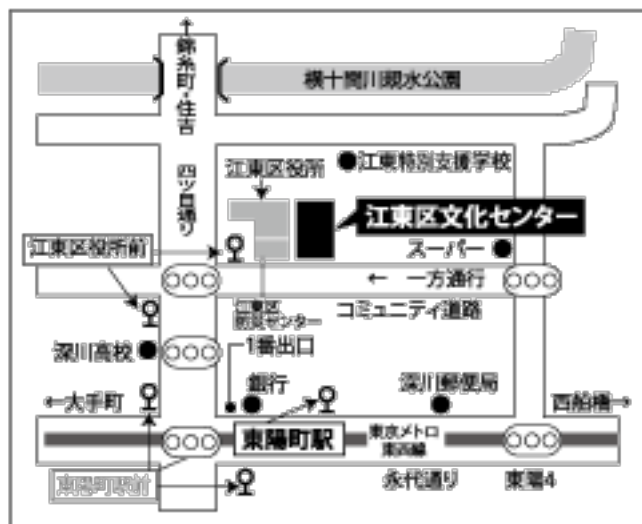 ↑錦糸町・住吉
横十間川親水公園
四ツ目通り
江東区役所
●江東特別支援学校
江東区文化センター
スーパー●
江東区役所前
← 一方通行
江東区
防災センター
コミュニティ道路
深川高校●
1番出口
銀行
深川郵便局
←大手町
西船橋→
東陽町駅
東京メトロ
東西線
永代通り
東陽4